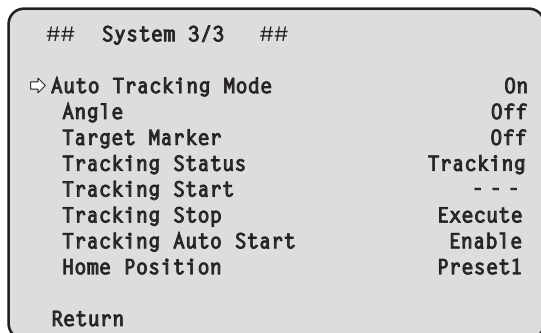 ## System 3/3 ##
⇨Auto Tracking Mode On
Angle Off
Target Marker Off
Tracking Status Tracking
Tracking Start - - -
Tracking Stop Execute
Tracking Auto Start Enable
Home Position Preset1
Return